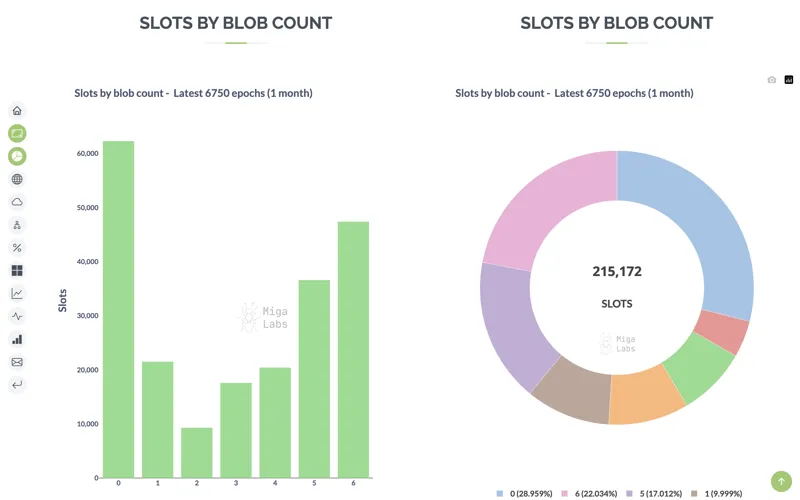 SLOTS BY BLOB COUNT
Slots by blob count - Latest 6750 epochs (1 month)
60,000
50,000
40,000
30,000
20,000
10,000
0
Slots
Miga
Labs
0 1 2 3 4 5 6
SLOTS BY BLOB COUNT
Slots by blob count - Latest 6750 epochs (1 month)
215,172
SLOTS
Miga
Labs
0 (28.959%) 6 (22.034%) 5 (17.012%) 1 (9.999%)